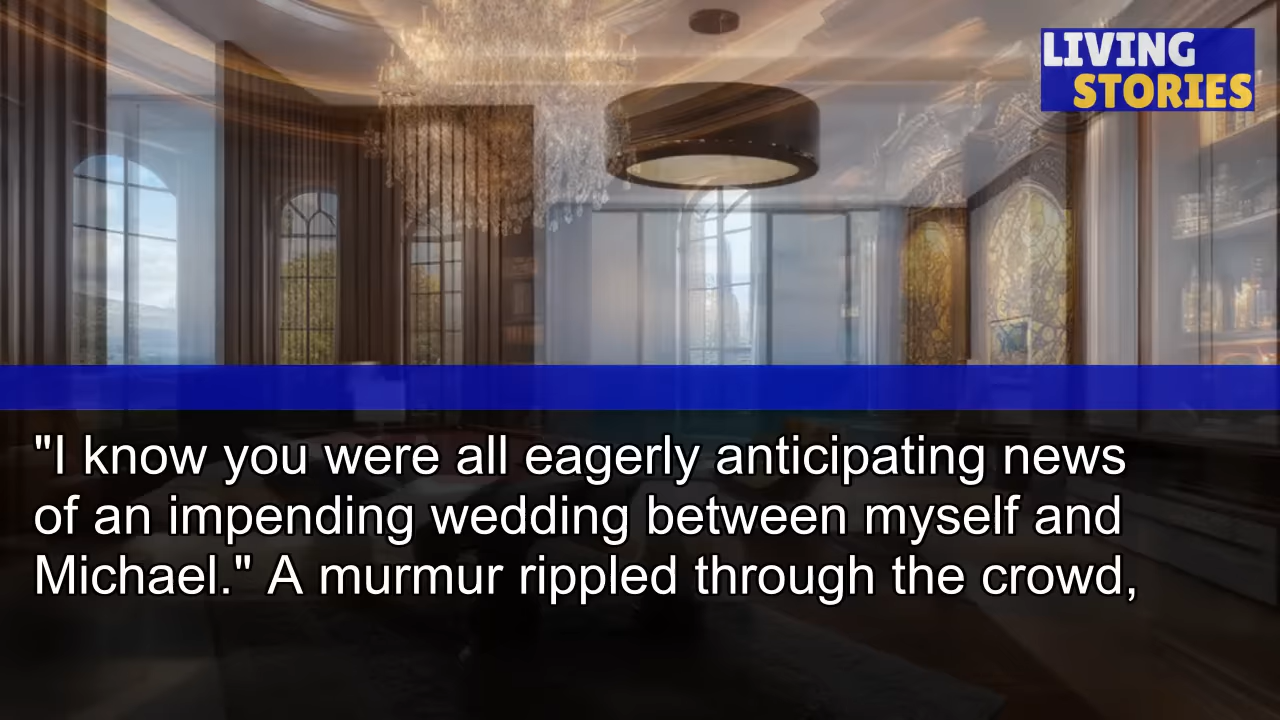 LIVING
STORIES
"I know you were all eagerly anticipating news
of an impending wedding between myself and
Michael." A murmur rippled through the crowd,